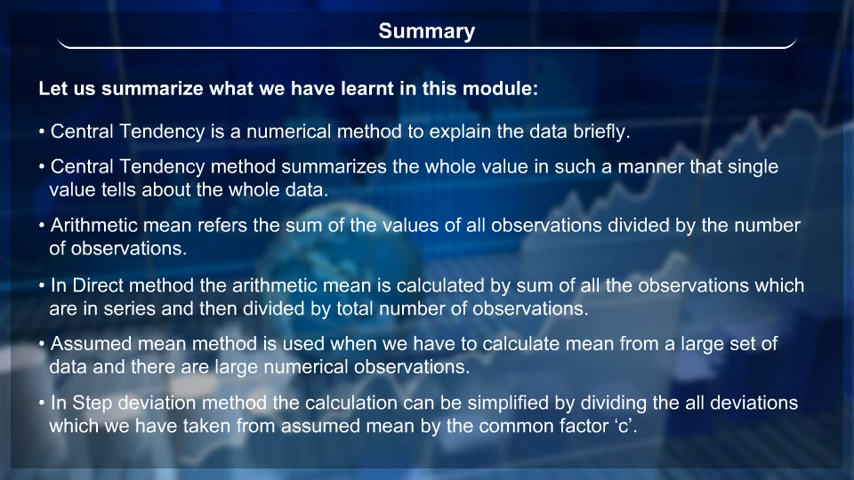 Summary
Let us summarize what we have learnt in this module:
• Central Tendency is a numerical method to explain the data briefly.
• Central Tendency method summarizes the whole value in such a manner that single
value tells about the whole data.
• Arithmetic mean refers the sum of the values of all observations divided by the number
of observations.
• In Direct method the arithmetic mean is calculated by sum of all the observations which
are in series and then divided by total number of observations.
• Assumed mean method is used when we have to calculate mean from a large set of
data and there are large numerical observations.
• In Step deviation method the calculation can be simplified by dividing the all deviations
which we have taken from assumed mean by the common factor ‘c’.